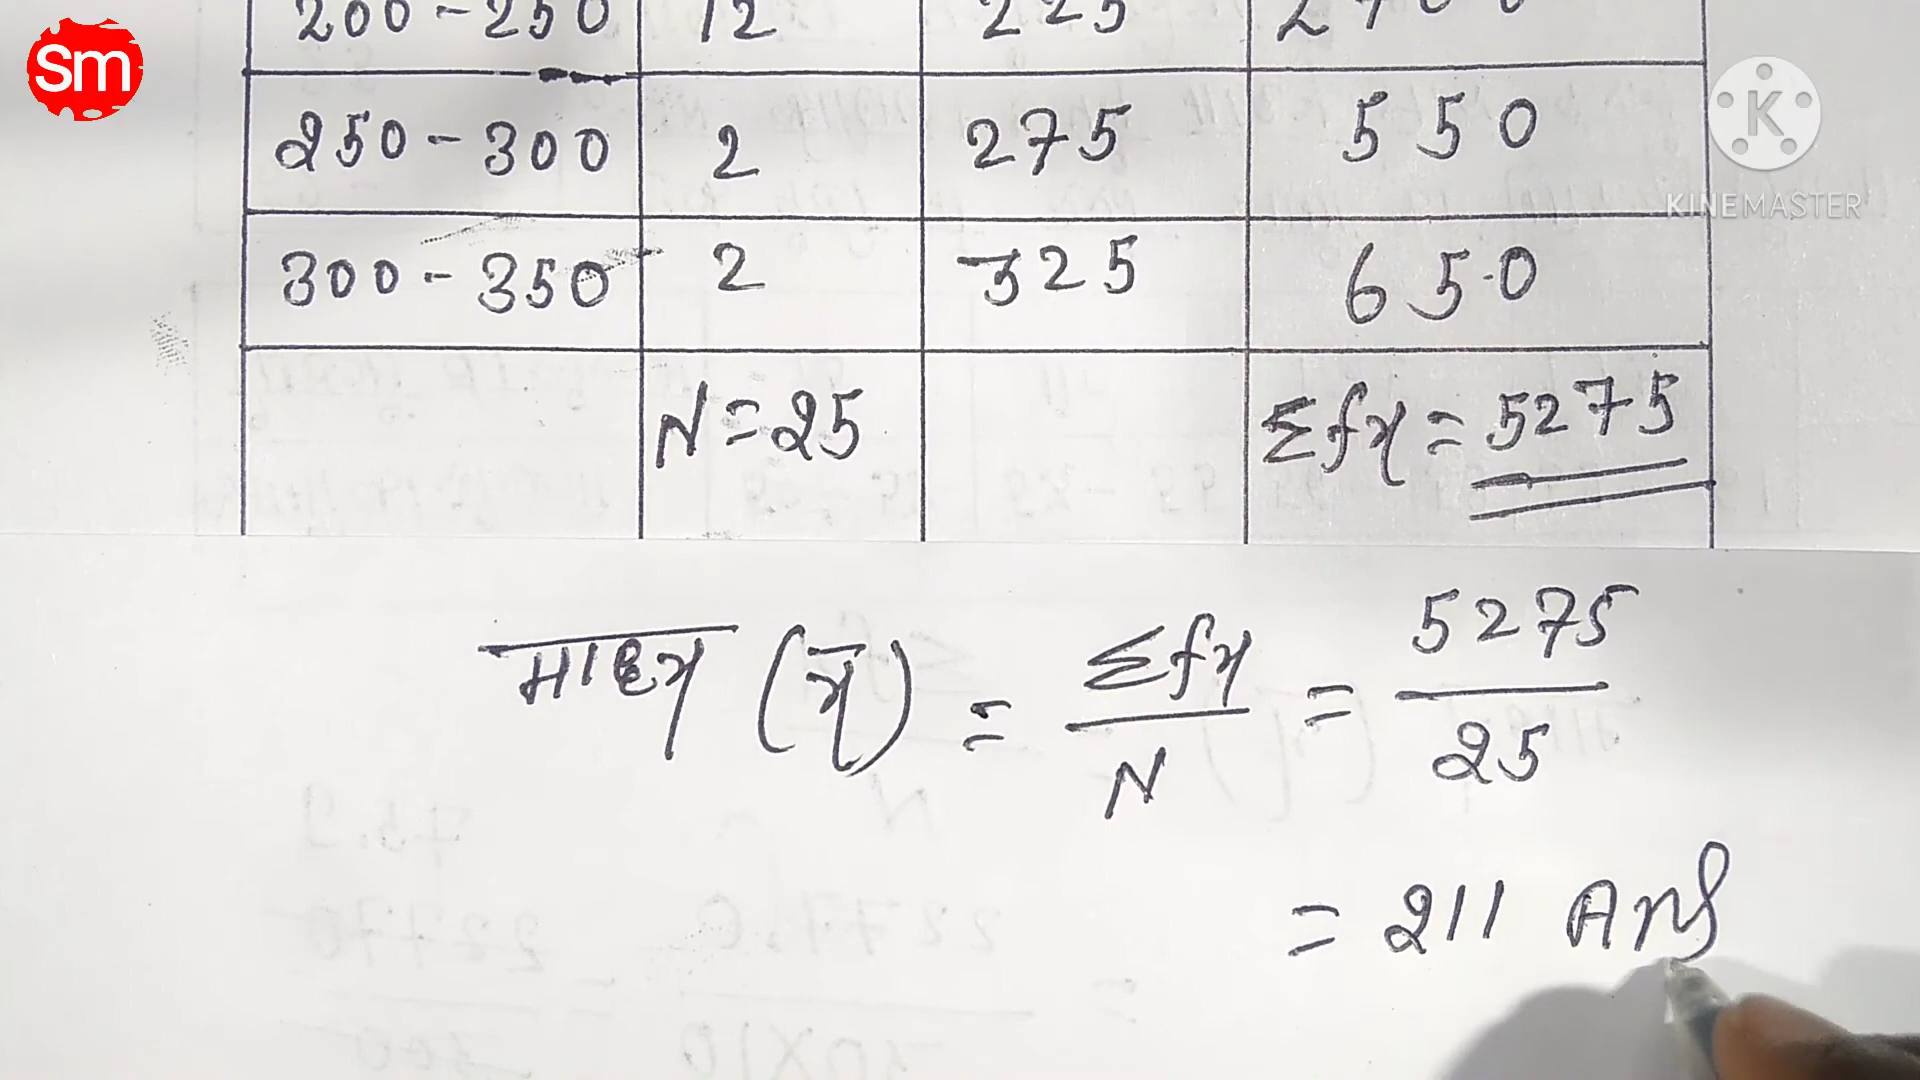 Sm
200-250 12 225 2700
250-300 2 275 550
K
KINEMASTER
300-350 2 325 650
N=25 Σfx=5275
माध्य (x̄) = Σfx/N = 5275/25
= 211 Ans